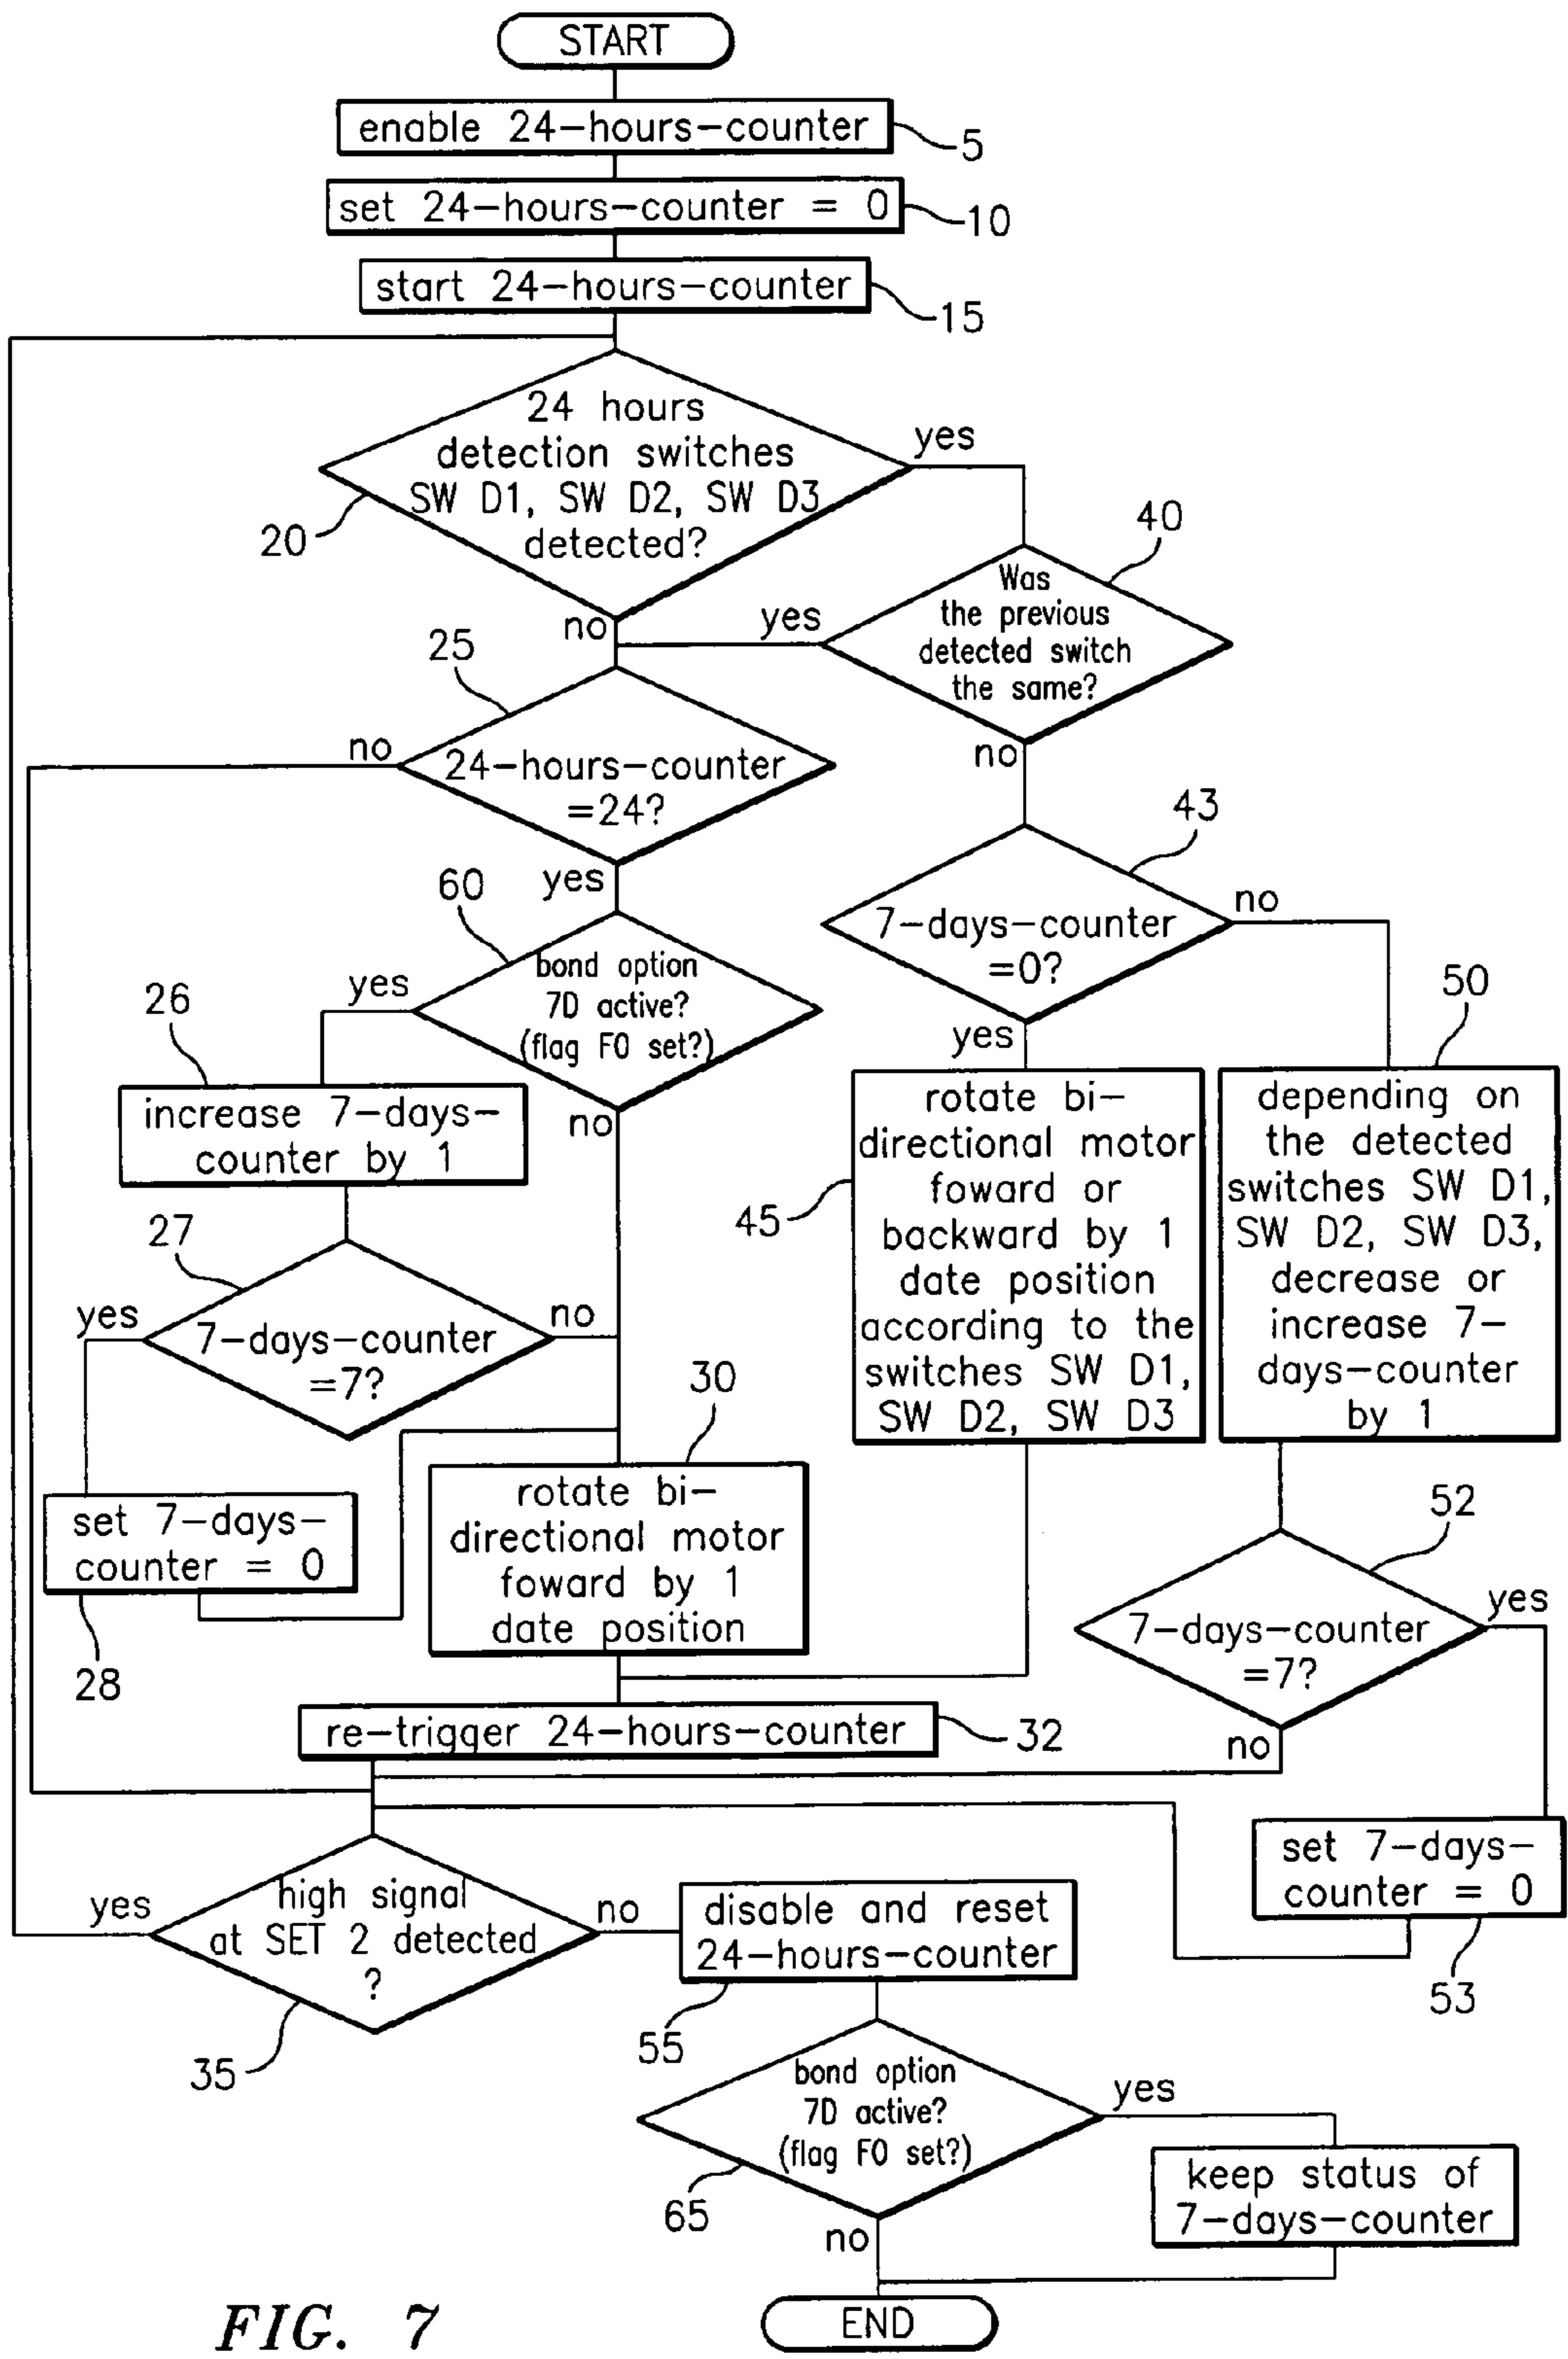 START
enable 24-hours-counter
5
set 24-hours-counter = 0
10
start 24-hours-counter
15
24 hours
detection switches
SW D1, SW D2, SW D3
detected?
20
yes
no
40
Was
the previous
detected switch
the same?
yes
no
25
24-hours-counter
=24?
no
yes
43
7-days-counter
=0?
no
yes
60
bond option
7D active?
(flag F0 set?)
yes
no
26
increase 7-days-
counter by 1
27
7-days-counter
=7?
yes
no
set 7-days-
counter = 0
28
30
rotate bi-
directional motor
foward by 1
date position
45
rotate bi-
directional motor
foward or
backward by 1
date position
according to the
switches SW D1,
SW D2, SW D3
50
depending on
the detected
switches SW D1,
SW D2, SW D3,
decrease or
increase 7-
days-counter
by 1
52
7-days-counter
=7?
yes
no
re-trigger 24-hours-counter
32
set 7-days-
counter = 0
53
high signal
at SET 2 detected
?
yes
no
35
disable and reset
24-hours-counter
55
bond option
7D active?
(flag F0 set?)
65
yes
no
keep status of
7-days-counter
END
FIG. 7